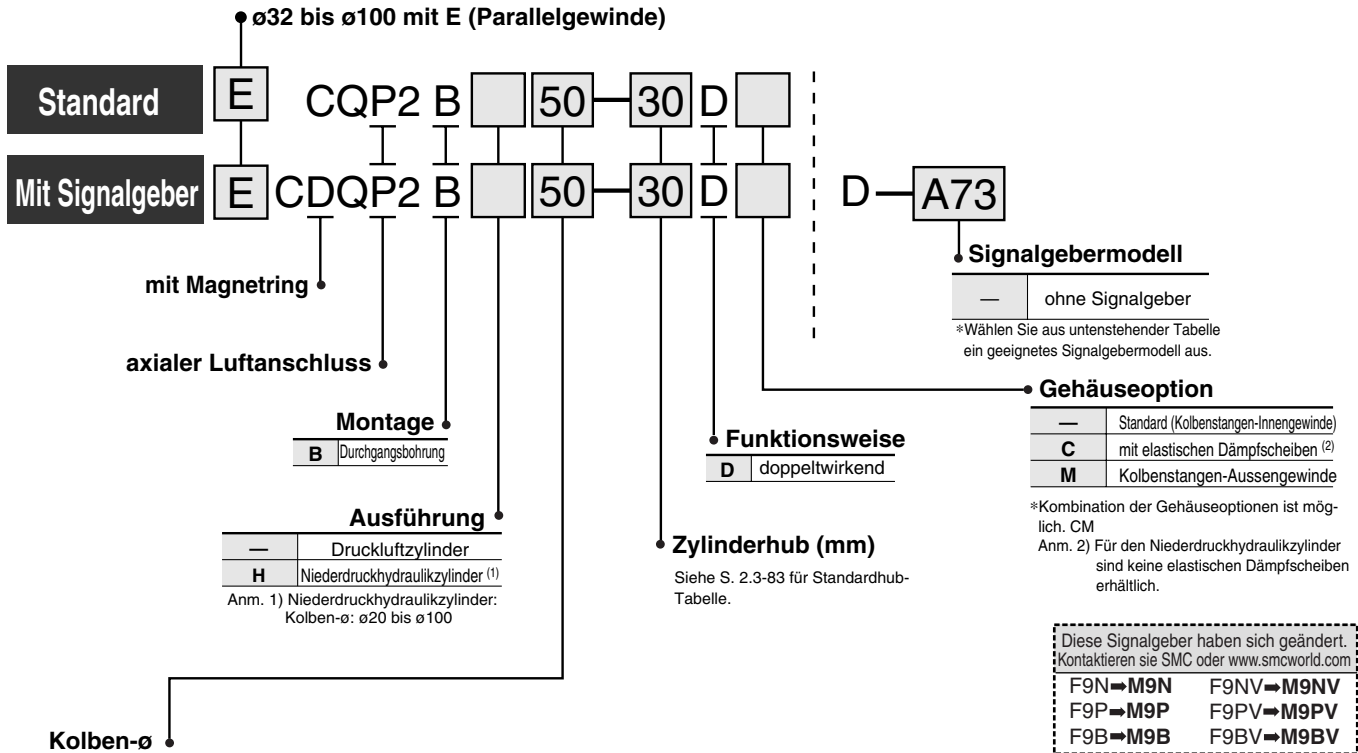 ø32 bis ø100 mit E (Parallelgewinde)
Standard E CQP2 B 50 — 30 D
Mit Signalgeber E CDQP2 B 50 — 30 D D — A73
mit Magnetring
axialer Luftanschluss
Montage
B Durchgangsbohrung
Ausführung
— Druckluftzylinder
H Niederdruckhydraulikzylinder (1)
Anm. 1) Niederdruckhydraulikzylinder:
Kolben-ø: ø20 bis ø100
Kolben-ø
Funktionsweise
D doppeltwirkend
Zylinderhub (mm)
Siehe S. 2.3-83 für Standardhub-
Tabelle.
Signalgebermodell
— ohne Signalgeber
*Wählen Sie aus untenstehender Tabelle
ein geeignetes Signalgebermodell aus.
Gehäuseoption
— Standard (Kolbenstangen-Innengewinde)
C mit elastischen Dämpfscheiben (2)
M Kolbenstangen-Aussengewinde
*Kombination der Gehäuseoptionen ist mög-
lich. CM
Anm. 2) Für den Niederdruckhydraulikzylinder
sind keine elastischen Dämpfscheiben
erhältlich.
Diese Signalgeber haben sich geändert.
Kontaktieren sie SMC oder www.smcworld.com
F9N➡M9N F9NV➡M9NV
F9P➡M9P F9PV➡M9PV
F9B➡M9B F9BV➡M9BV